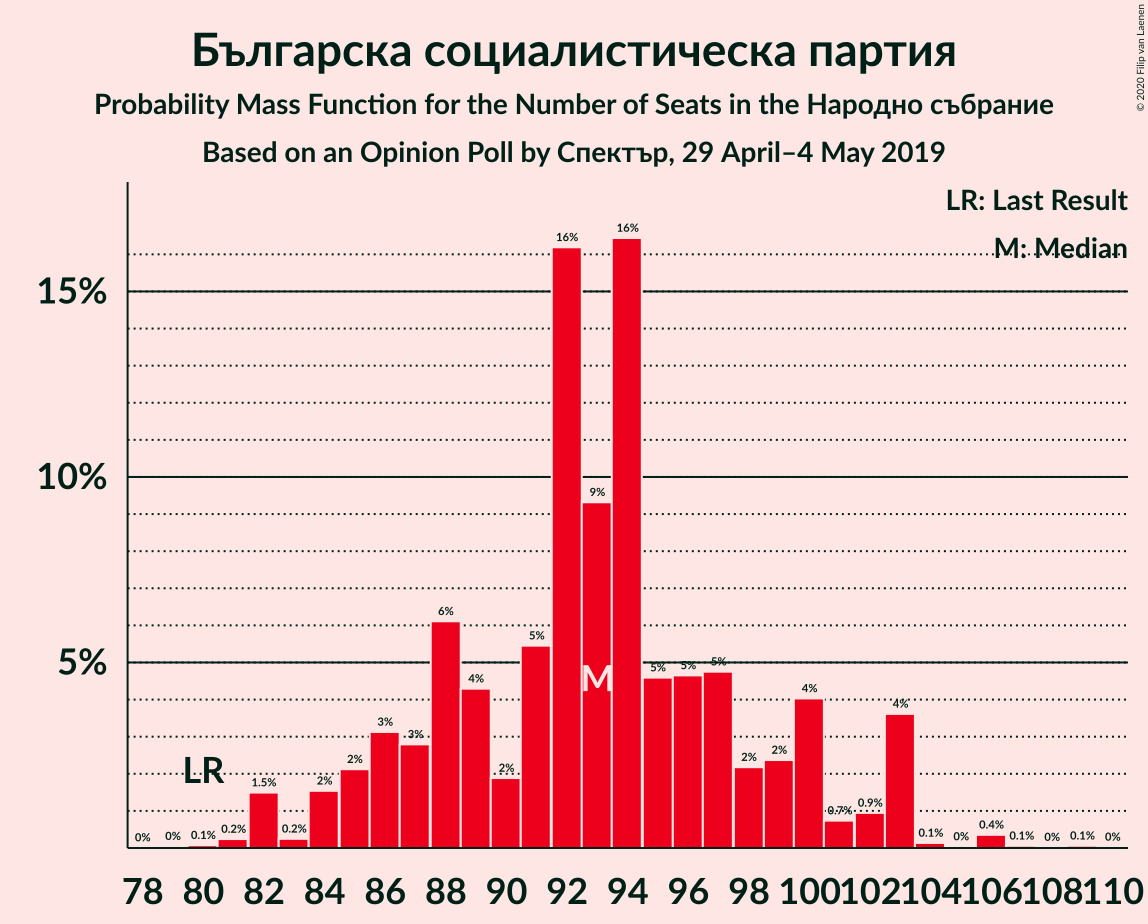 Българска социалистическа партия
Probability Mass Function for the Number of Seats in the Народно събрание
Based on an Opinion Poll by Спектър, 29 April–4 May 2019
© 2020 Filip van Laenen
LR: Last Result
M: Median
15%
10%
5%
0% 0% 0.1% 0.2% 1.5% 0.2% 2% 2% 3% 3% 6% 4% 2% 5% 16% 9% 16% 5% 5% 5% 2% 2% 4% 0.7% 0.9% 4% 0.1% 0% 0.4% 0.1% 0% 0.1% 0%
LR
M
78 80 82 84 86 88 90 92 94 96 98 100 102 104 106 108 110